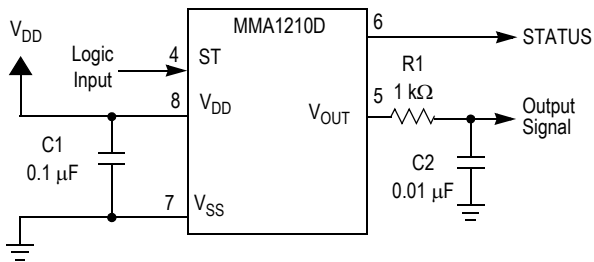 MMA1210D
V_DD
6
STATUS
Logic
Input
4
ST
R1
1 kΩ
8
V_DD
V_OUT
5
Output
Signal
C1
0.1 μF
C2
0.01 μF
7
V_SS